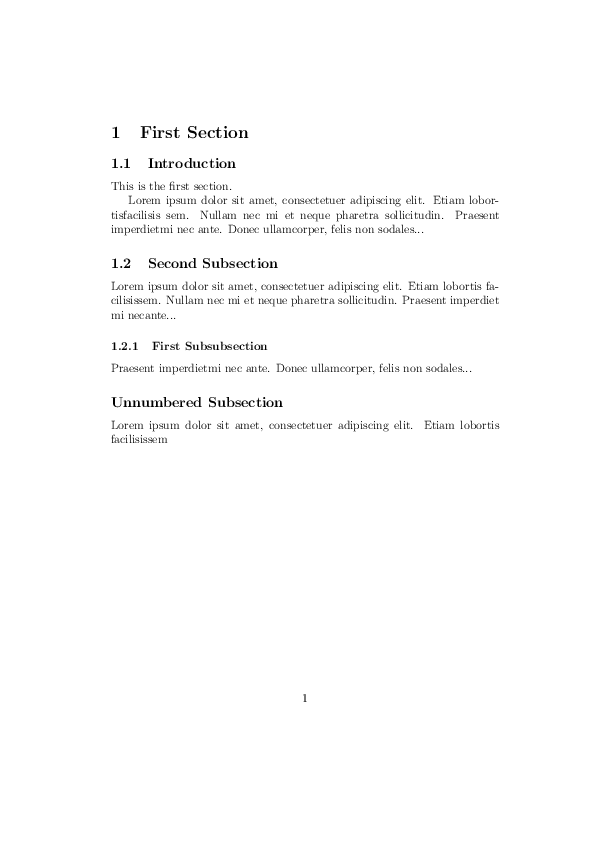 1 First Section
1.1 Introduction
This is the first section.
Lorem ipsum dolor sit amet, consectetuer adipiscing elit. Etiam lobor-
tisfacilisis sem. Nullam nec mi et neque pharetra sollicitudin. Praesent
imperdietmi nec ante. Donec ullamcorper, felis non sodales...
1.2 Second Subsection
Lorem ipsum dolor sit amet, consectetuer adipiscing elit. Etiam lobortis fa-
cilisissem. Nullam nec mi et neque pharetra sollicitudin. Praesent imperdiet
mi necante...
1.2.1 First Subsubsection
Praesent imperdietmi nec ante. Donec ullamcorper, felis non sodales...
Unnumbered Subsection
Lorem ipsum dolor sit amet, consectetuer adipiscing elit. Etiam lobortis
facilisissem
1